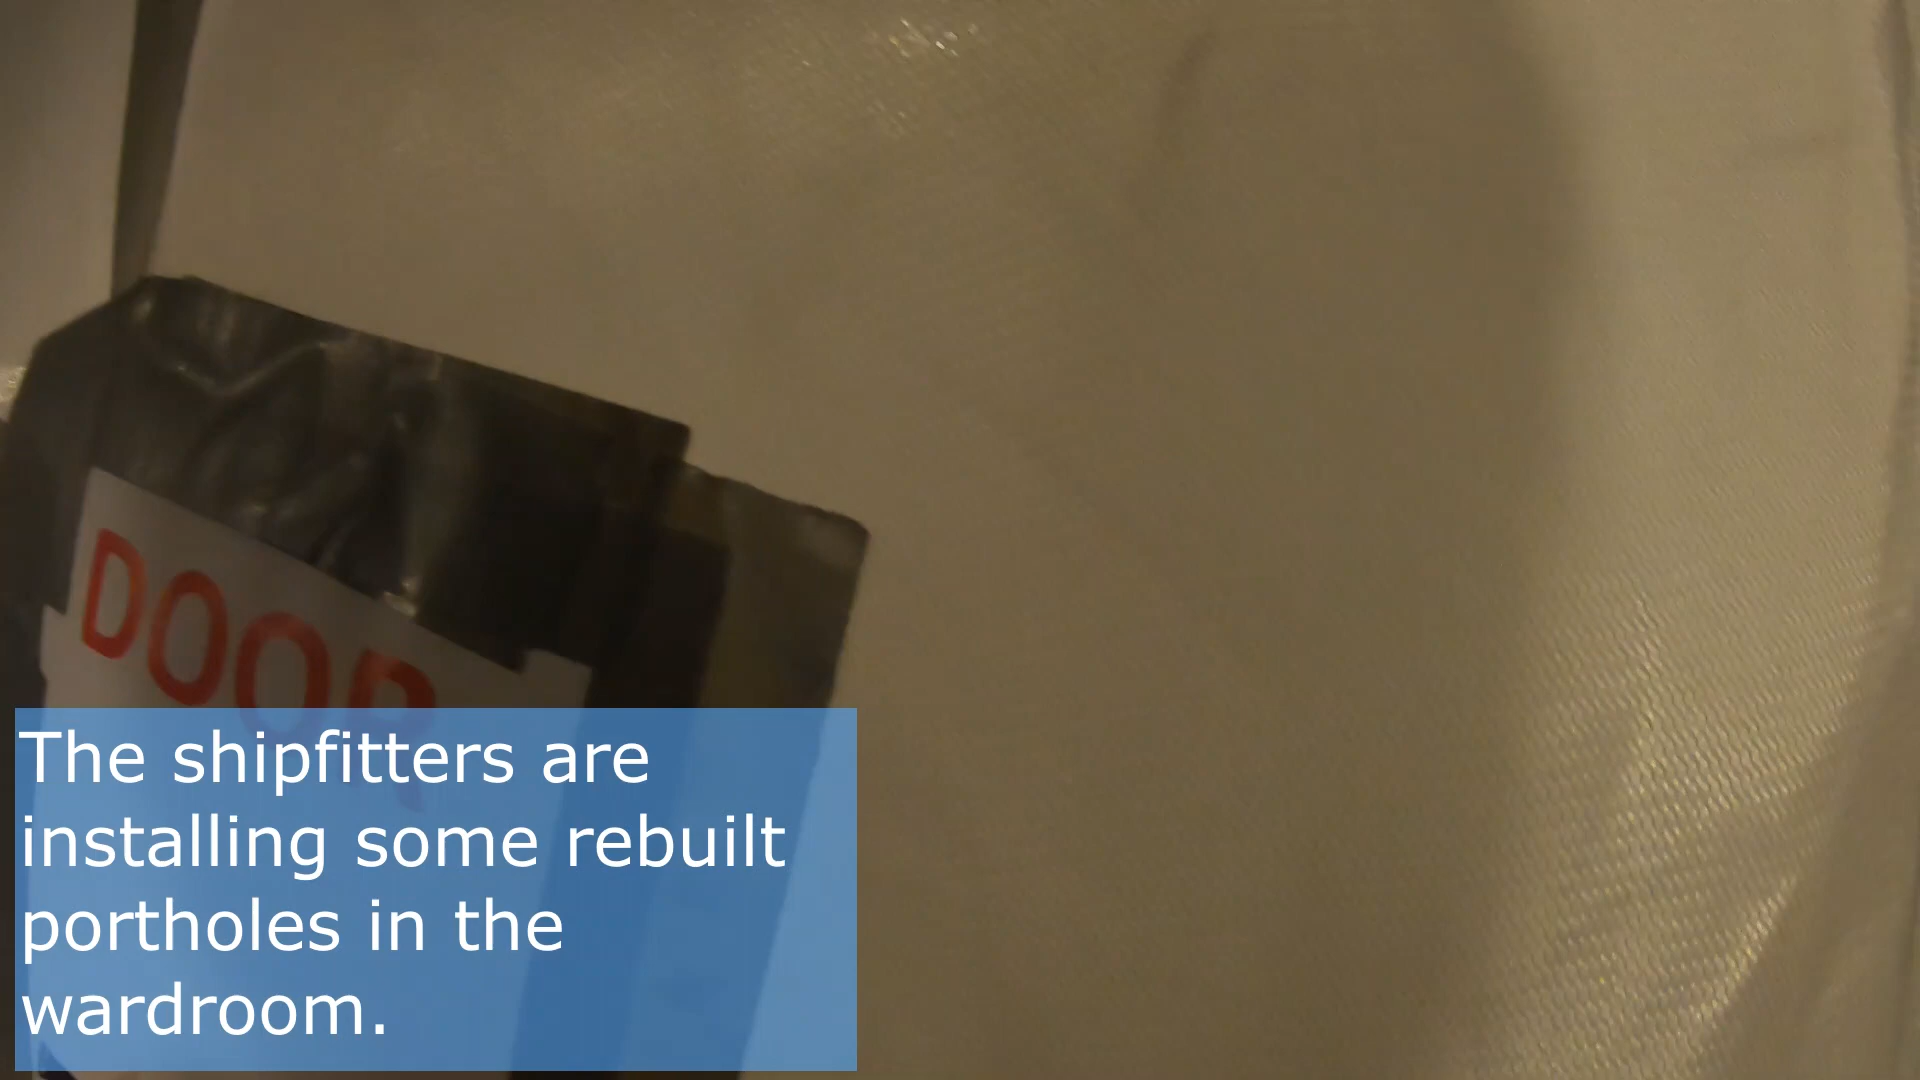 DOOR
The shipfitters are
installing some rebuilt
portholes in the
wardroom.